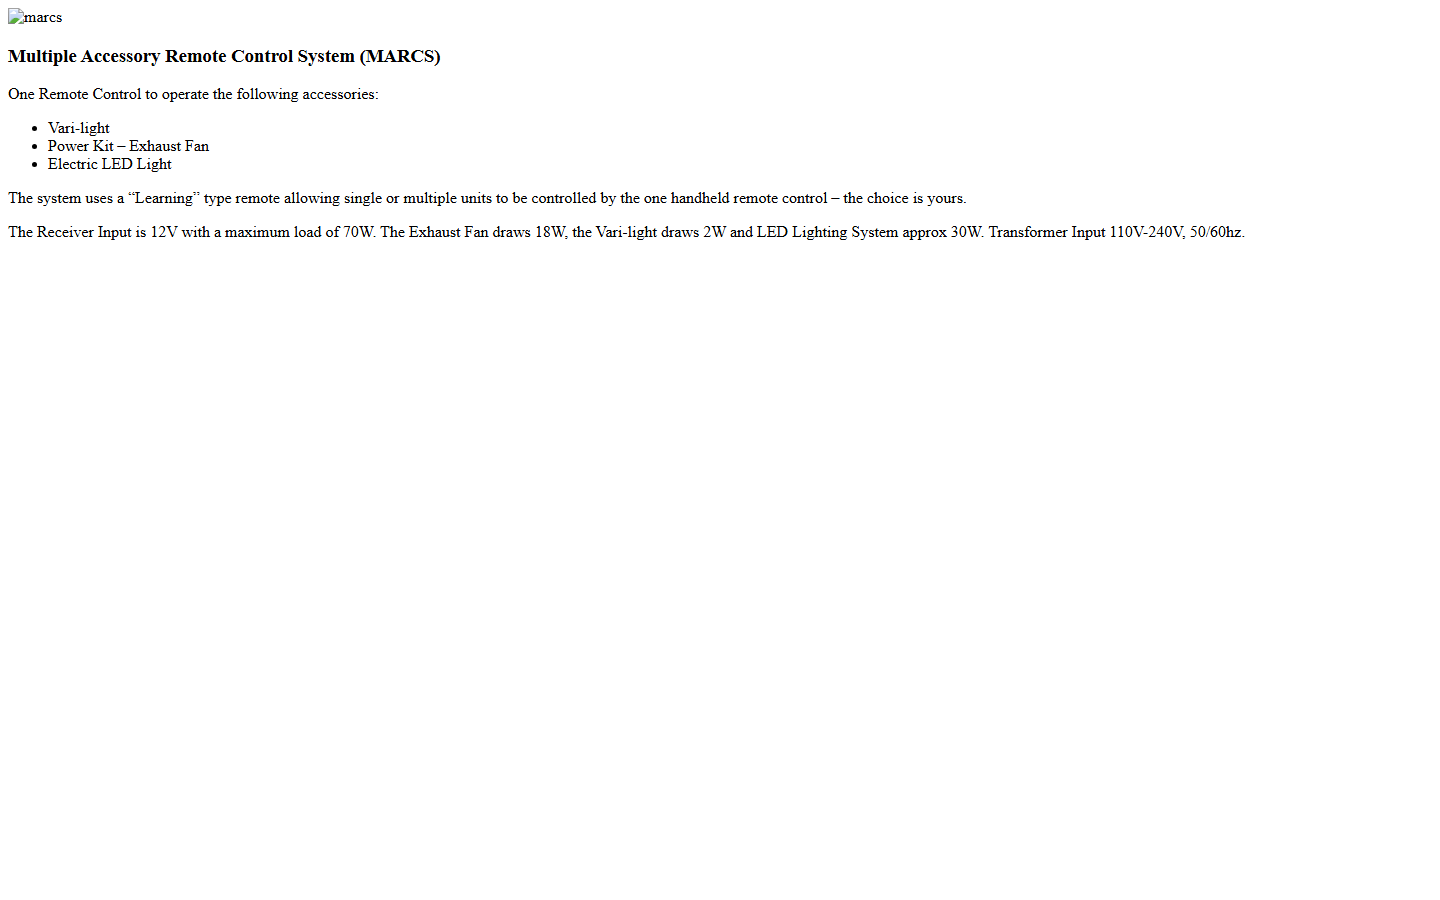 marcs
Multiple Accessory Remote Control System (MARCS)
One Remote Control to operate the following accessories:
• Vari-light
• Power Kit – Exhaust Fan
• Electric LED Light
The system uses a “Learning” type remote allowing single or multiple units to be controlled by the one handheld remote control – the choice is yours.
The Receiver Input is 12V with a maximum load of 70W. The Exhaust Fan draws 18W, the Vari-light draws 2W and LED Lighting System approx 30W. Transformer Input 110V-240V, 50/60hz.